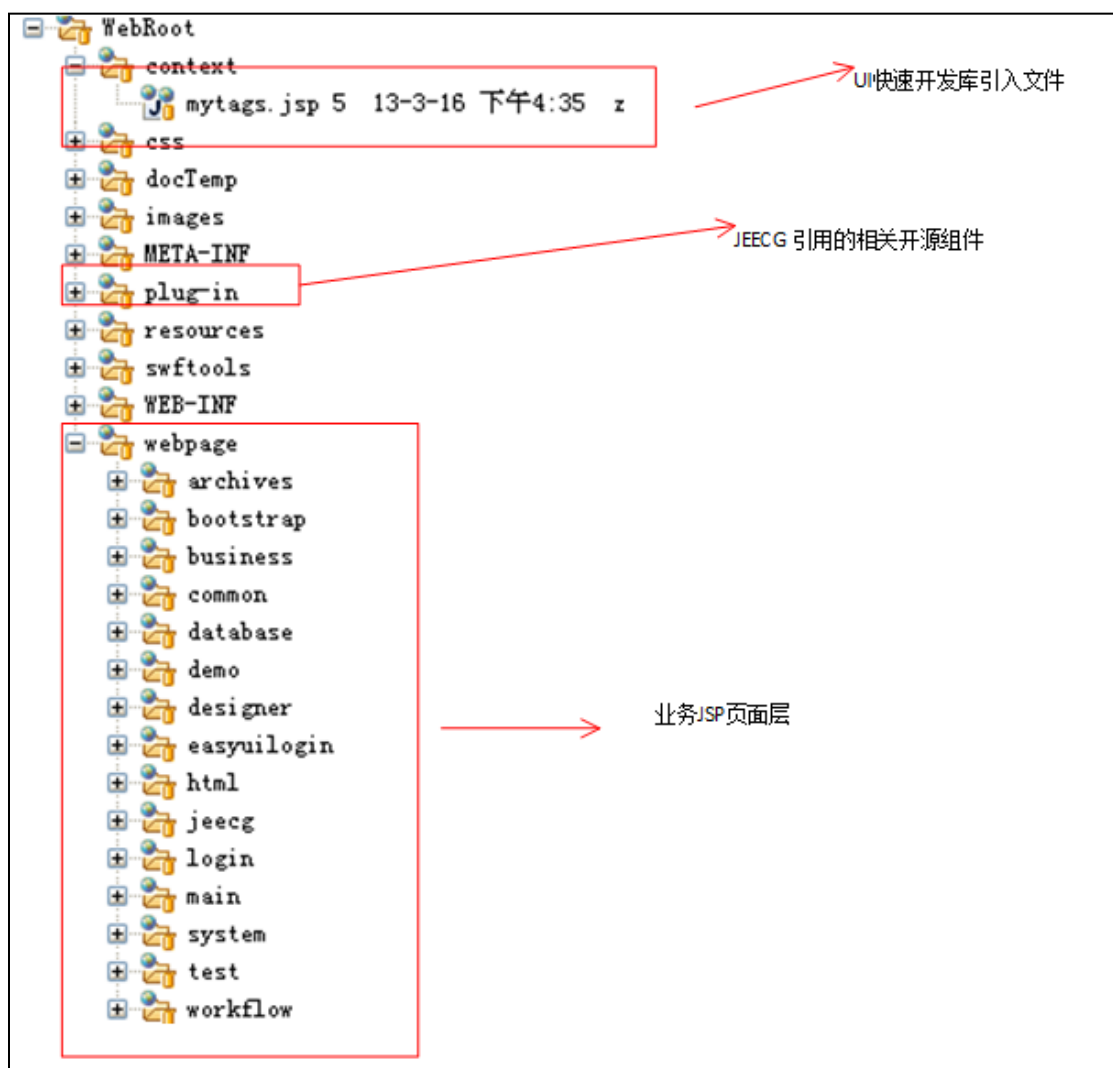 WebRoot
context
UI快速开发库引入文件
mytags.jsp 5 13-3-16 下午4:35 z
css
docTemp
images
JEECG 引用的相关开源组件
META-INF
plug-in
resources
swftools
WEB-INF
webpage
archives
bootstrap
business
common
database
demo
designer
业务JSP页面层
easyuilogin
html
jeecg
login
main
system
test
workflow